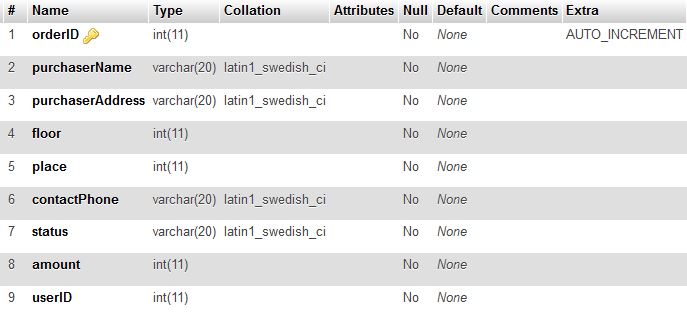 # Name Type Collation Attributes Null Default Comments Extra
1 orderID int(11) No None AUTO_INCREMENT
2 purchaserName varchar(20) latin1_swedish_ci No None
3 purchaserAddress varchar(20) latin1_swedish_ci No None
4 floor int(11) No None
5 place int(11) No None
6 contactPhone varchar(20) latin1_swedish_ci No None
7 status varchar(20) latin1_swedish_ci No None
8 amount int(11) No None
9 userID int(11) No None